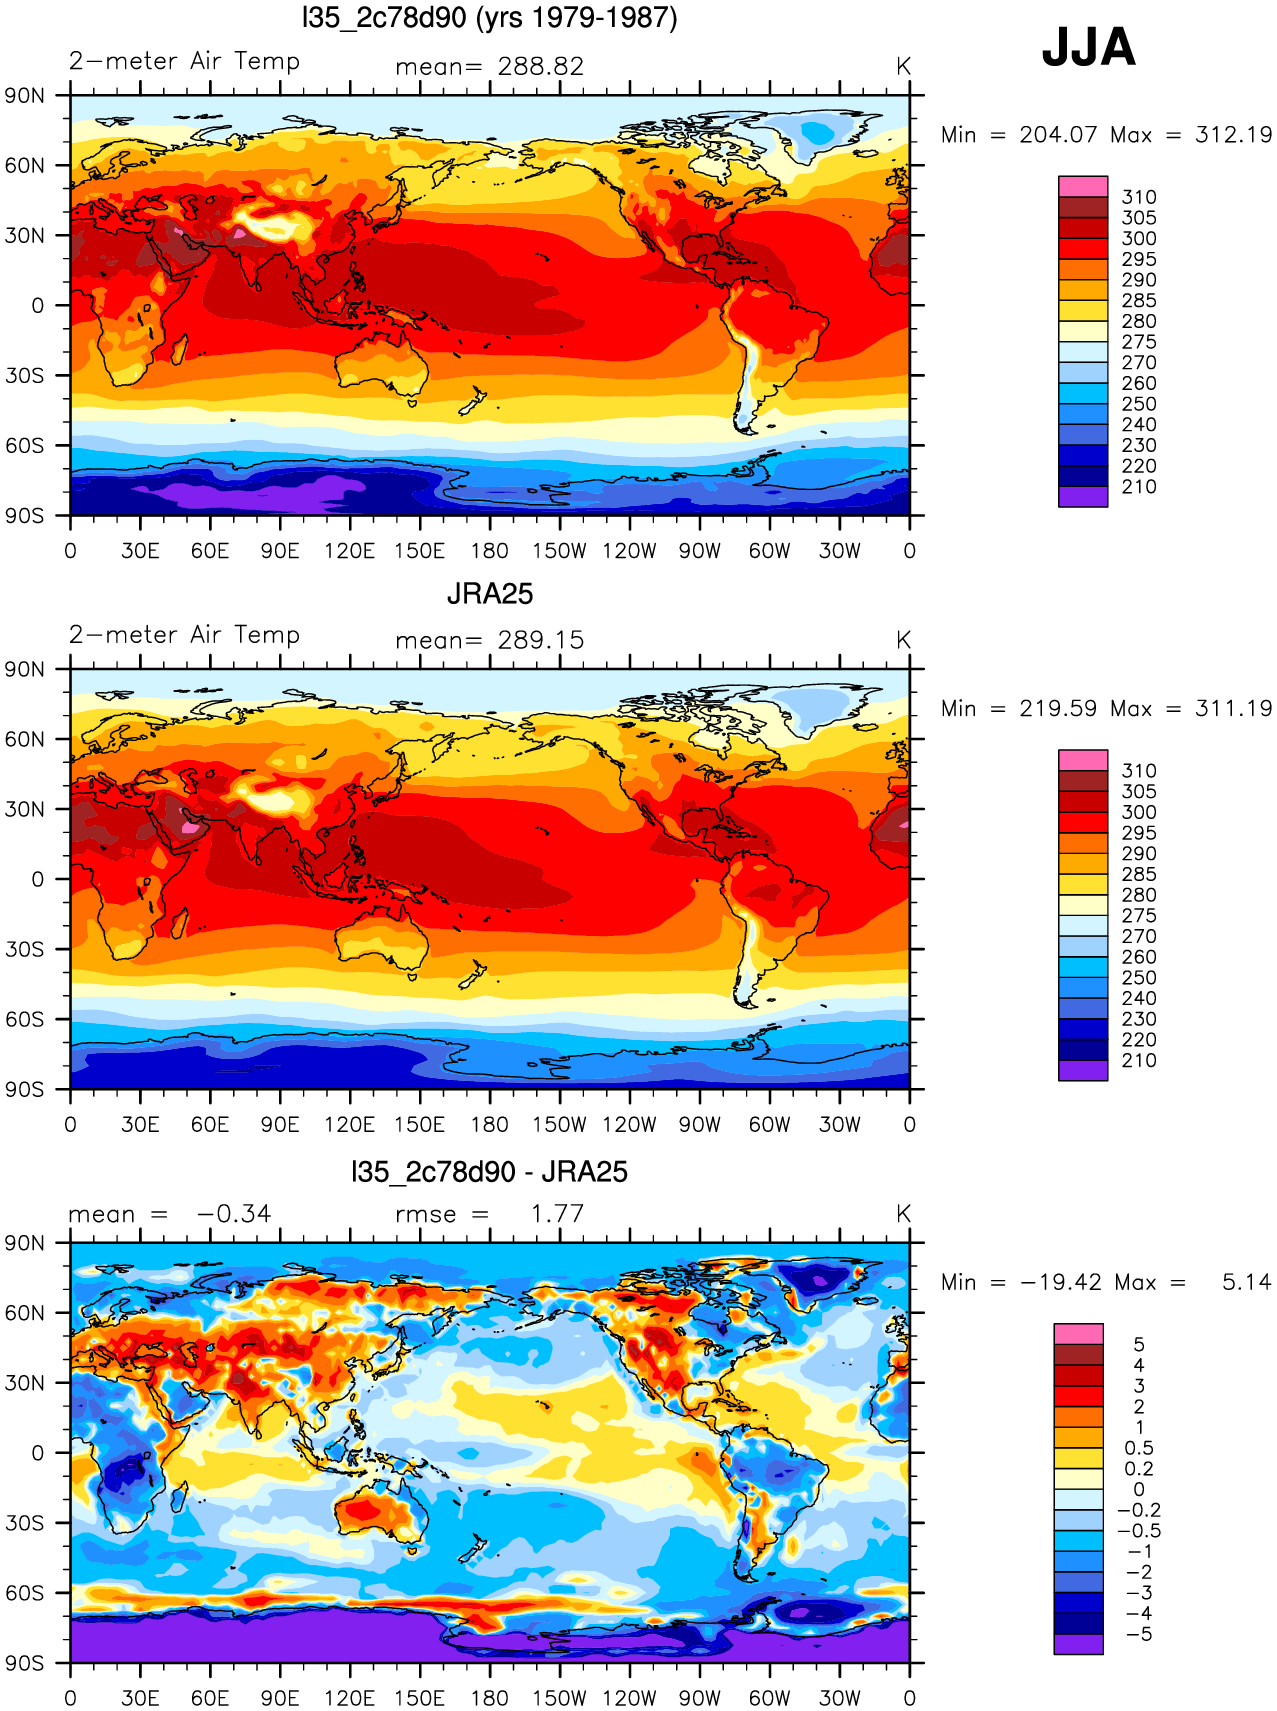 l35_2c78d90 (yrs 1979-1987)
JJA
2-meter Air Temp mean= 288.82 K
Min = 204.07 Max = 312.19
90N
60N
30N
0
30S
60S
90S
0 30E 60E 90E 120E 150E 180 150W 120W 90W 60W 30W 0
310
305
300
295
290
285
280
275
270
260
250
240
230
220
210
JRA25
2-meter Air Temp mean= 289.15 K
Min = 219.59 Max = 311.19
90N
60N
30N
0
30S
60S
90S
0 30E 60E 90E 120E 150E 180 150W 120W 90W 60W 30W 0
310
305
300
295
290
285
280
275
270
260
250
240
230
220
210
l35_2c78d90 - JRA25
mean = -0.34 rmse = 1.77 K
Min = -19.42 Max = 5.14
90N
60N
30N
0
30S
60S
90S
0 30E 60E 90E 120E 150E 180 150W 120W 90W 60W 30W 0
5
4
3
2
1
0.5
0.2
0
-0.2
-0.5
-1
-2
-3
-4
-5